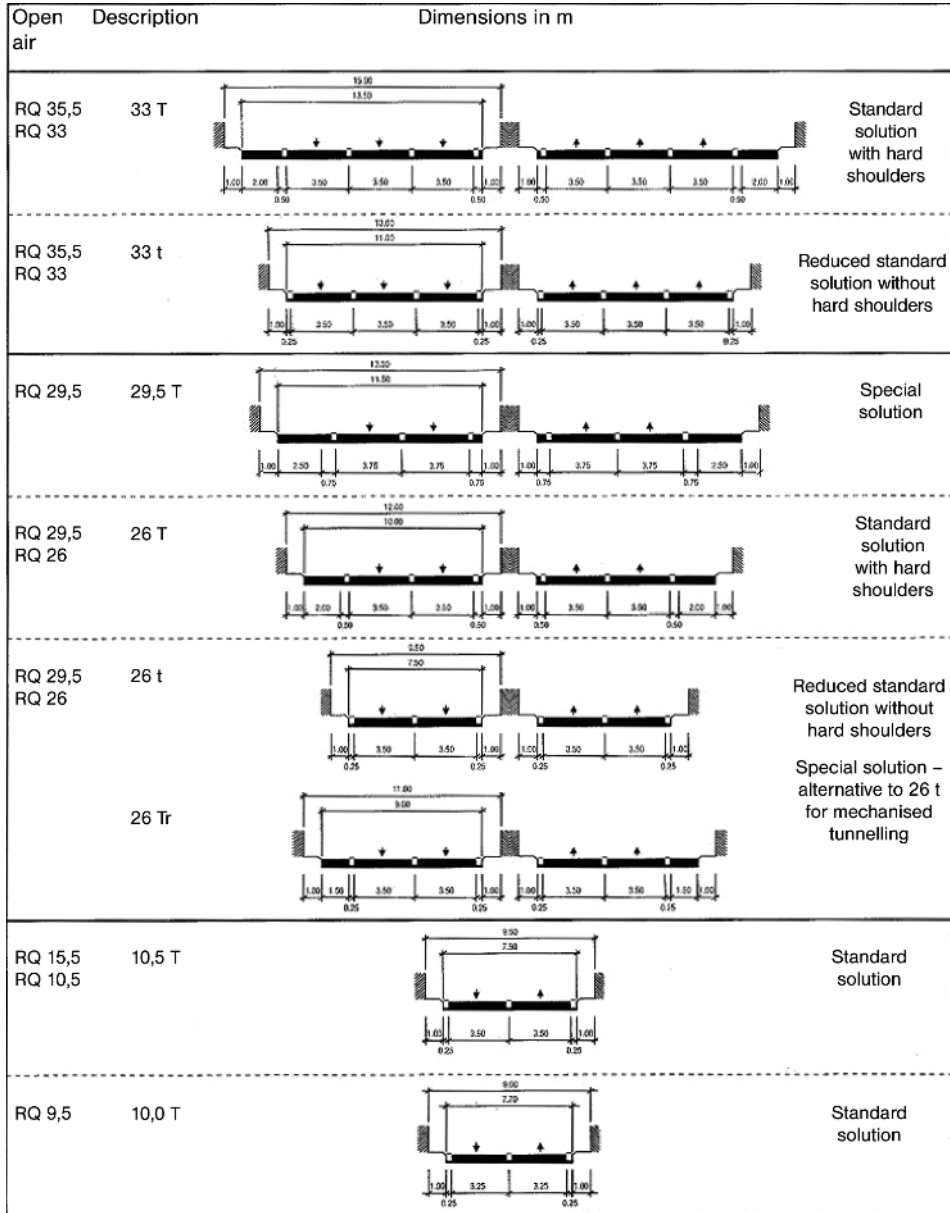 Open air
Description
Dimensions in m
RQ 35,5
RQ 33
33 T
15.00
13.50
1.00 2.00 3.50 3.50 3.50 1.00 1.00 3.50 3.50 3.50 2.00 1.00
0.50 0.50 0.50 0.50
Standard
solution
with hard
shoulders
RQ 35,5
RQ 33
33 t
13.00
11.00
1.00 3.50 3.50 3.50 1.00 1.00 3.50 3.50 3.50 1.00
0.25 0.25 0.25 0.25
Reduced standard
solution without
hard shoulders
RQ 29,5
29,5 T
11.50
1.00 2.50 3.75 3.75 1.00 1.00 3.75 3.75 2.50 1.00
0.75 0.75 0.75 0.75
Special
solution
RQ 29,5
RQ 26
26 T
12.00
10.00
1.00 2.00 3.50 3.50 1.00 1.00 3.50 3.50 2.00 1.00
0.50 0.50 0.50 0.50
Standard
solution
with hard
shoulders
RQ 29,5
RQ 26
26 t
9.50
7.50
1.00 3.50 3.50 1.00 1.00 3.50 3.50 1.00
0.25 0.25 0.25 0.25
Reduced standard
solution without
hard shoulders
26 Tr
11.00
9.00
1.00 1.50 3.50 3.50 1.00 1.00 3.50 3.50 1.50 1.00
0.25 0.25 0.25 0.25
Special solution –
alternative to 26 t
for mechanised
tunnelling
RQ 15,5
RQ 10,5
10,5 T
9.50
7.50
1.00 3.50 3.50 1.00
0.25 0.25
Standard
solution
RQ 9,5
10,0 T
9.00
1.00 3.25 3.25 1.00
0.25 0.25
Standard
solution